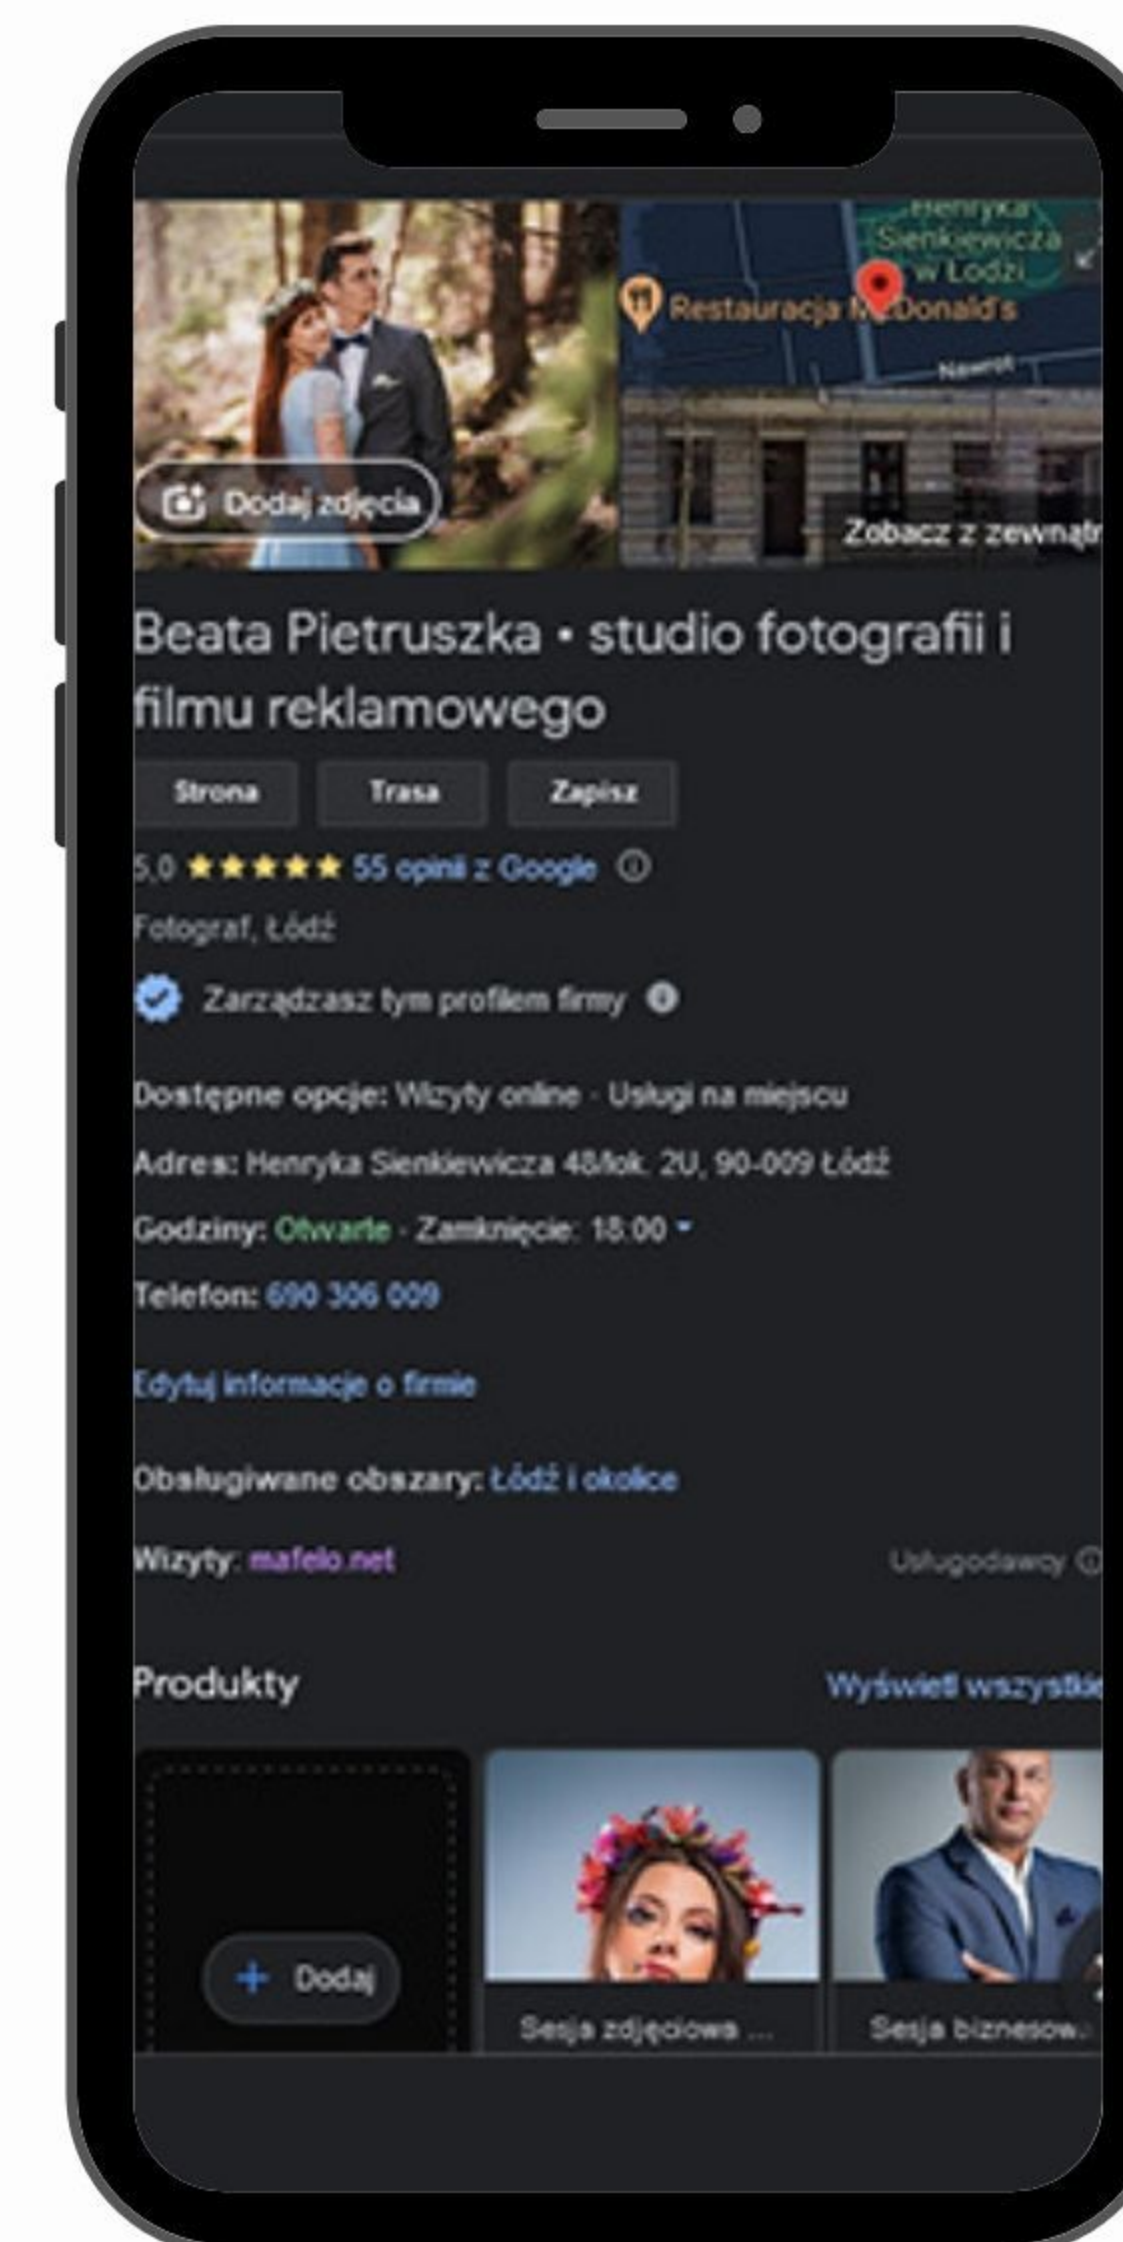 Henryka
Sienkiewicza
w Łodzi
Restauracja McDonald's
Nawrot
Dodaj zdjęcia
Zobacz z zewnątr
Beata Pietruszka • studio fotografii i
filmu reklamowego
Strona Trasa Zapisz
5,0 55 opinii z Google
Fotograf, Łódź
Zarządzasz tym profilem firmy
Dostępne opcje: Wizyty online · Usługi na miejscu
Adres: Henryka Sienkiewicza 48/lok. 2U, 90-009 Łódź
Godziny: Otwarte · Zamknięcie: 18:00
Telefon: 690 306 009
Edytuj informacje o firmie
Obsługiwane obszary: Łódź i okolice
Wizyty: mafelo.net Usługodawcy
Produkty Wyświetl wszystkie
+ Dodaj
Sesja zdjęciowa ...
Sesja biznesow..